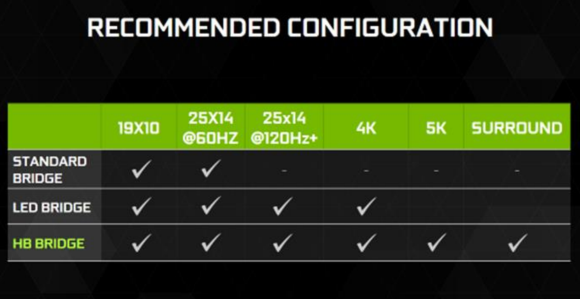 RECOMMENDED CONFIGURATION
19X10 25X14 @60HZ 25x14 @120Hz+ 4K 5K SURROUND
STANDARD BRIDGE ✓ ✓ - - - -
LED BRIDGE ✓ ✓ ✓ ✓
HB BRIDGE ✓ ✓ ✓ ✓ ✓ ✓